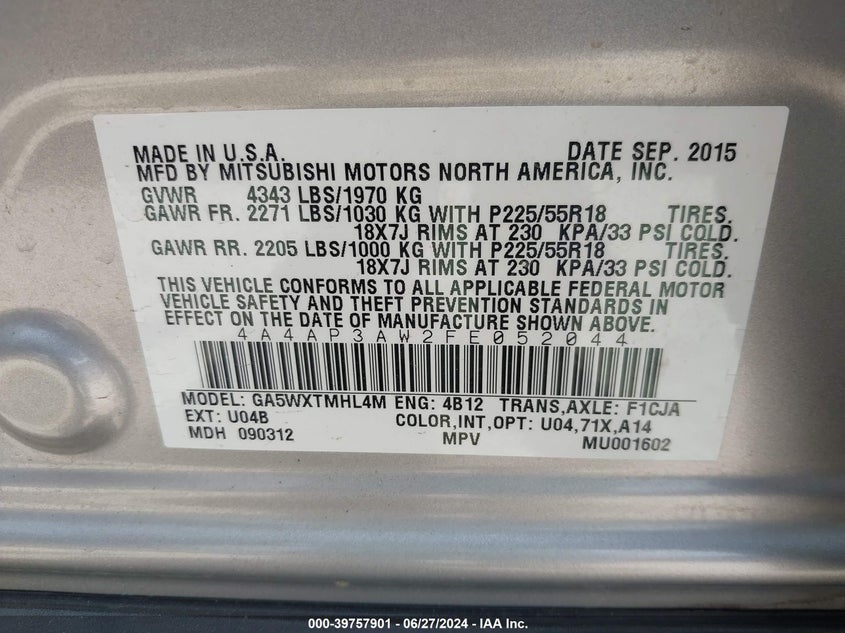 MADE IN U.S.A. DATE SEP. 2015
MFD BY MITSUBISHI MOTORS NORTH AMERICA, INC.
GVWR 4343 LBS/1970 KG
GAWR FR. 2271 LBS/1030 KG WITH P225/55R18 TIRES.
18X7J RIMS AT 230 KPA/33 PSI COLD.
GAWR RR. 2205 LBS/1000 KG WITH P225/55R18 TIRES.
18X7J RIMS AT 230 KPA/33 PSI COLD.
THIS VEHICLE CONFORMS TO ALL APPLICABLE FEDERAL MOTOR
VEHICLE SAFETY AND THEFT PREVENTION STANDARDS IN
EFFECT ON THE DATE OF MANUFACTURE SHOWN ABOVE.
4A4AP3AW2FE052044
MODEL: GA5WXTMHL4M ENG: 4B12 TRANS,AXLE: F1CJA
EXT: U04B COLOR,INT,OPT: U04,71X,A14
MDH 090312 MPV MU001602
000-39757901 - 06/27/2024 - IAA Inc.